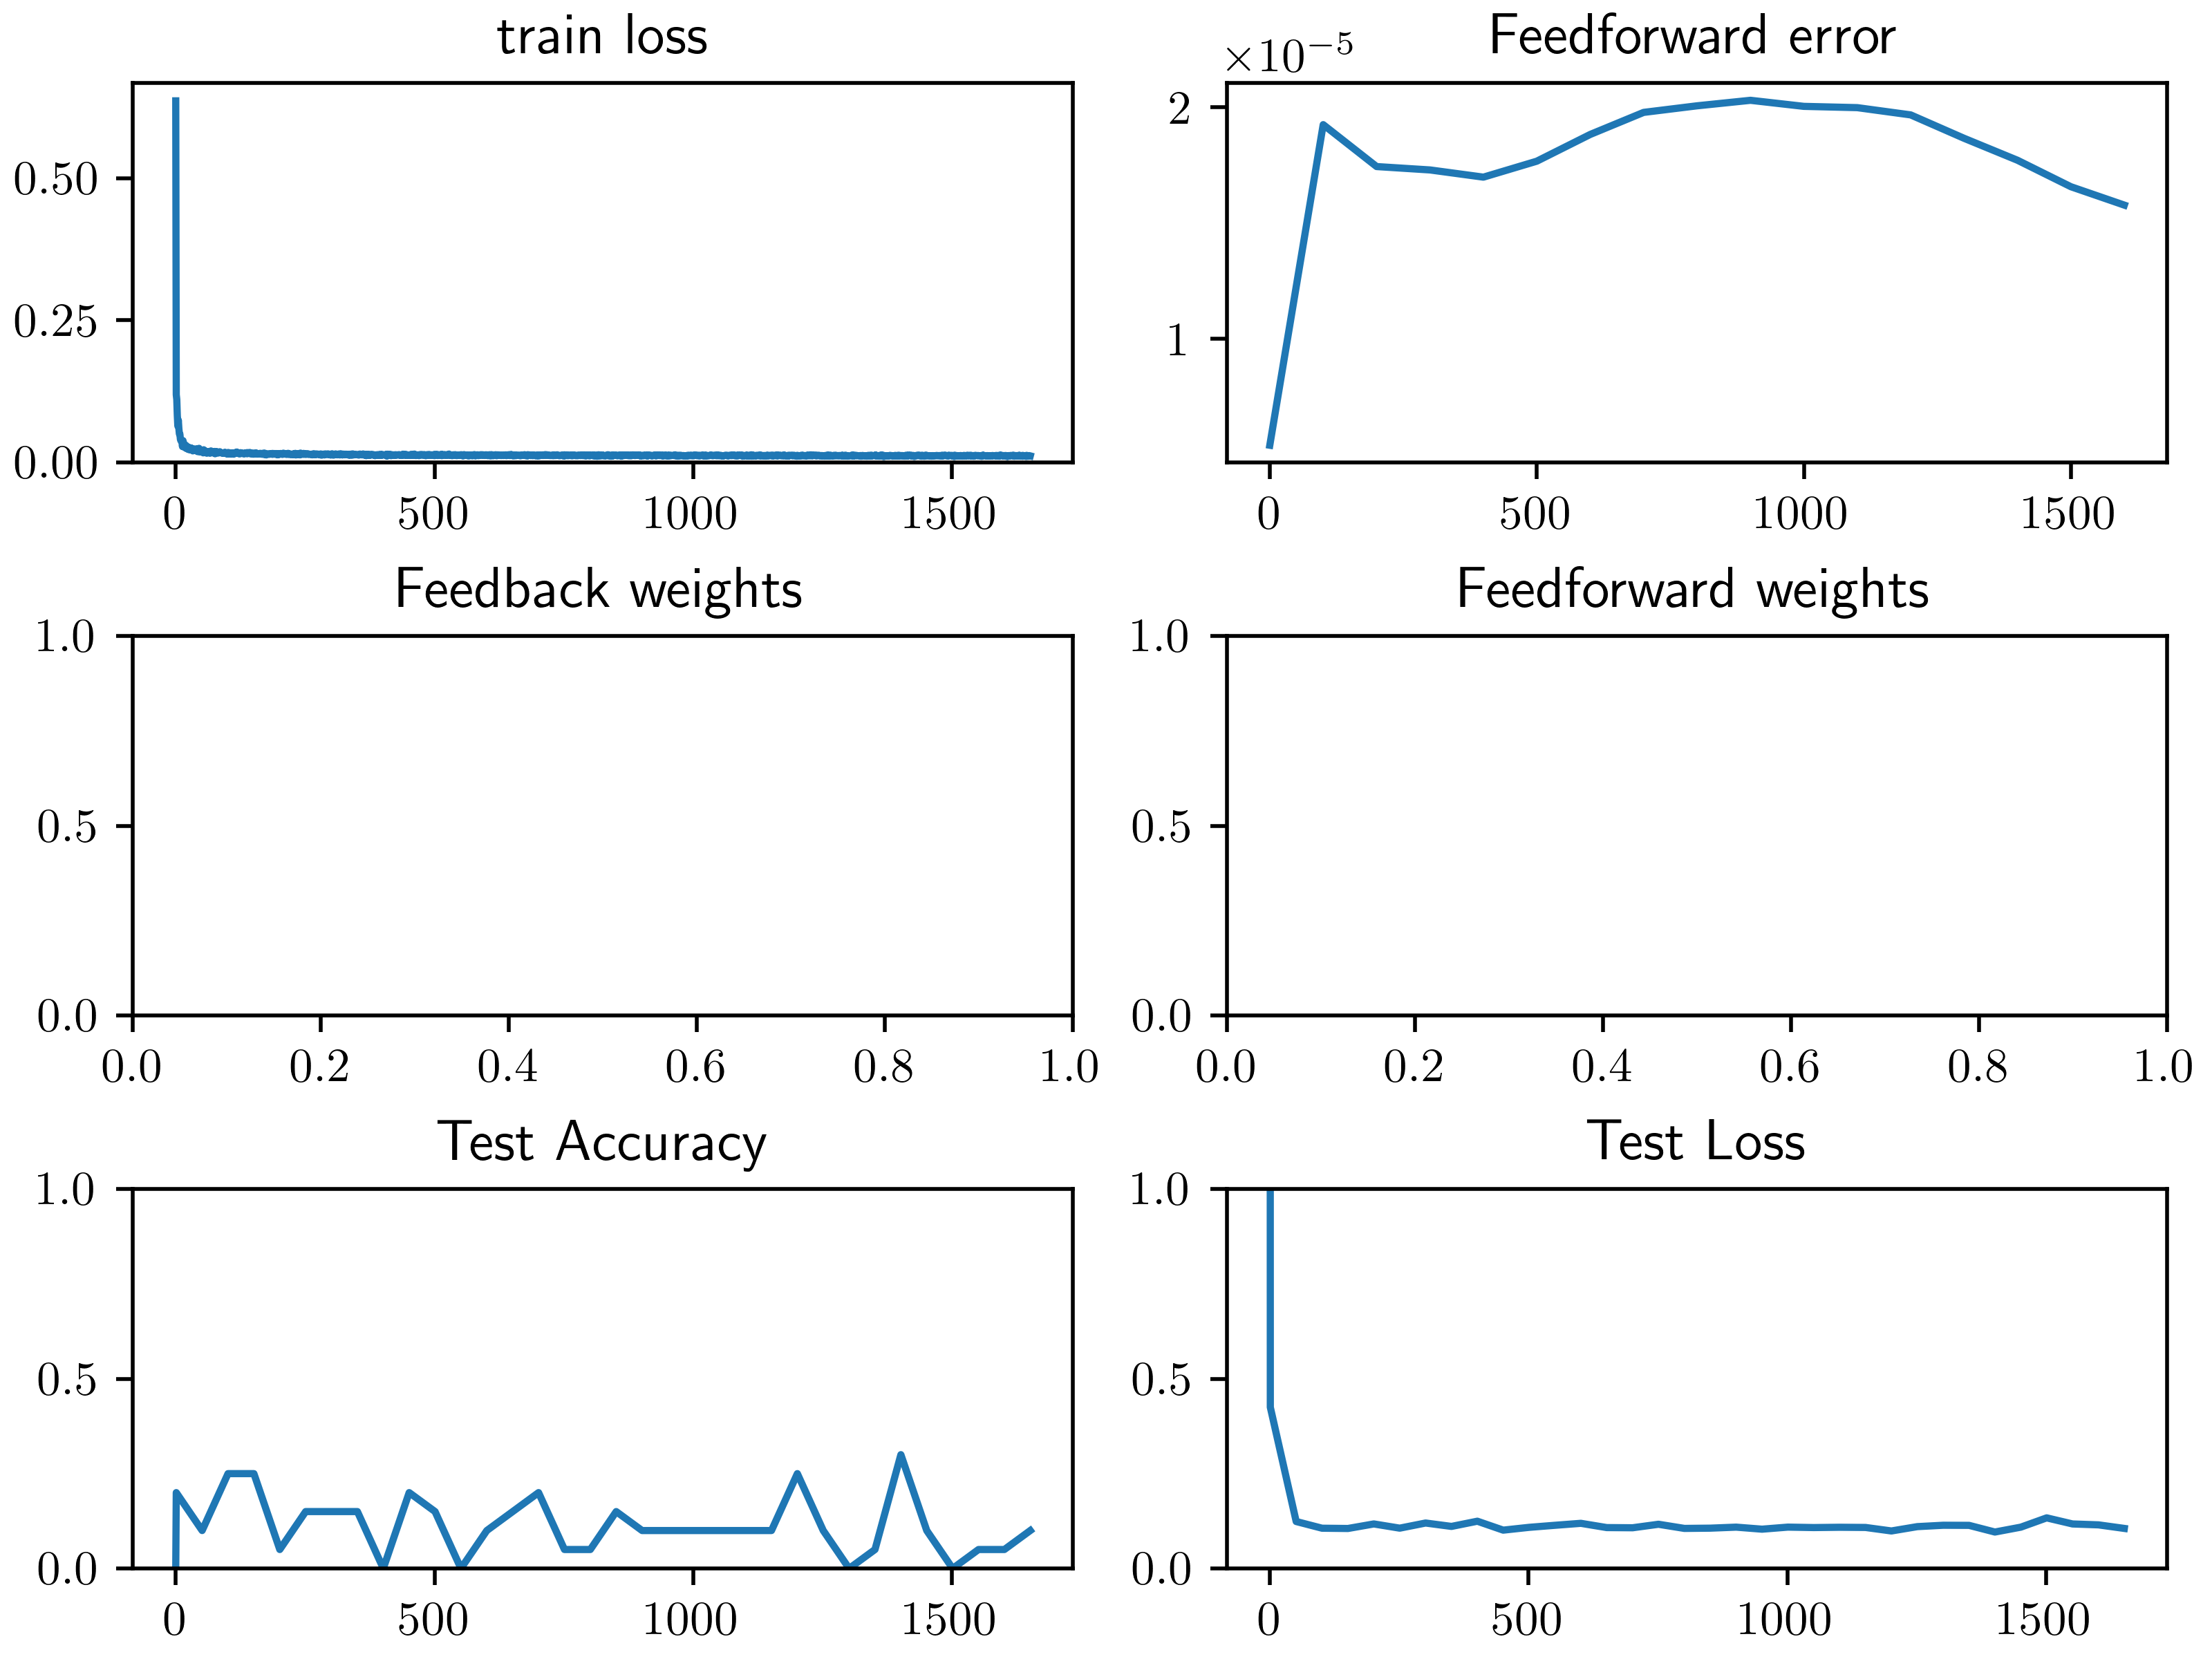 train loss
0.50
0.25
0.00
0 500 1000 1500
Feedforward error
×10⁻⁵
2
1
0 500 1000 1500
Feedback weights
1.0
0.5
0.0
0.0 0.2 0.4 0.6 0.8 1.0
Feedforward weights
1.0
0.5
0.0
0.0 0.2 0.4 0.6 0.8 1.0
Test Accuracy
1.0
0.5
0.0
0 500 1000 1500
Test Loss
1.0
0.5
0.0
0 500 1000 1500